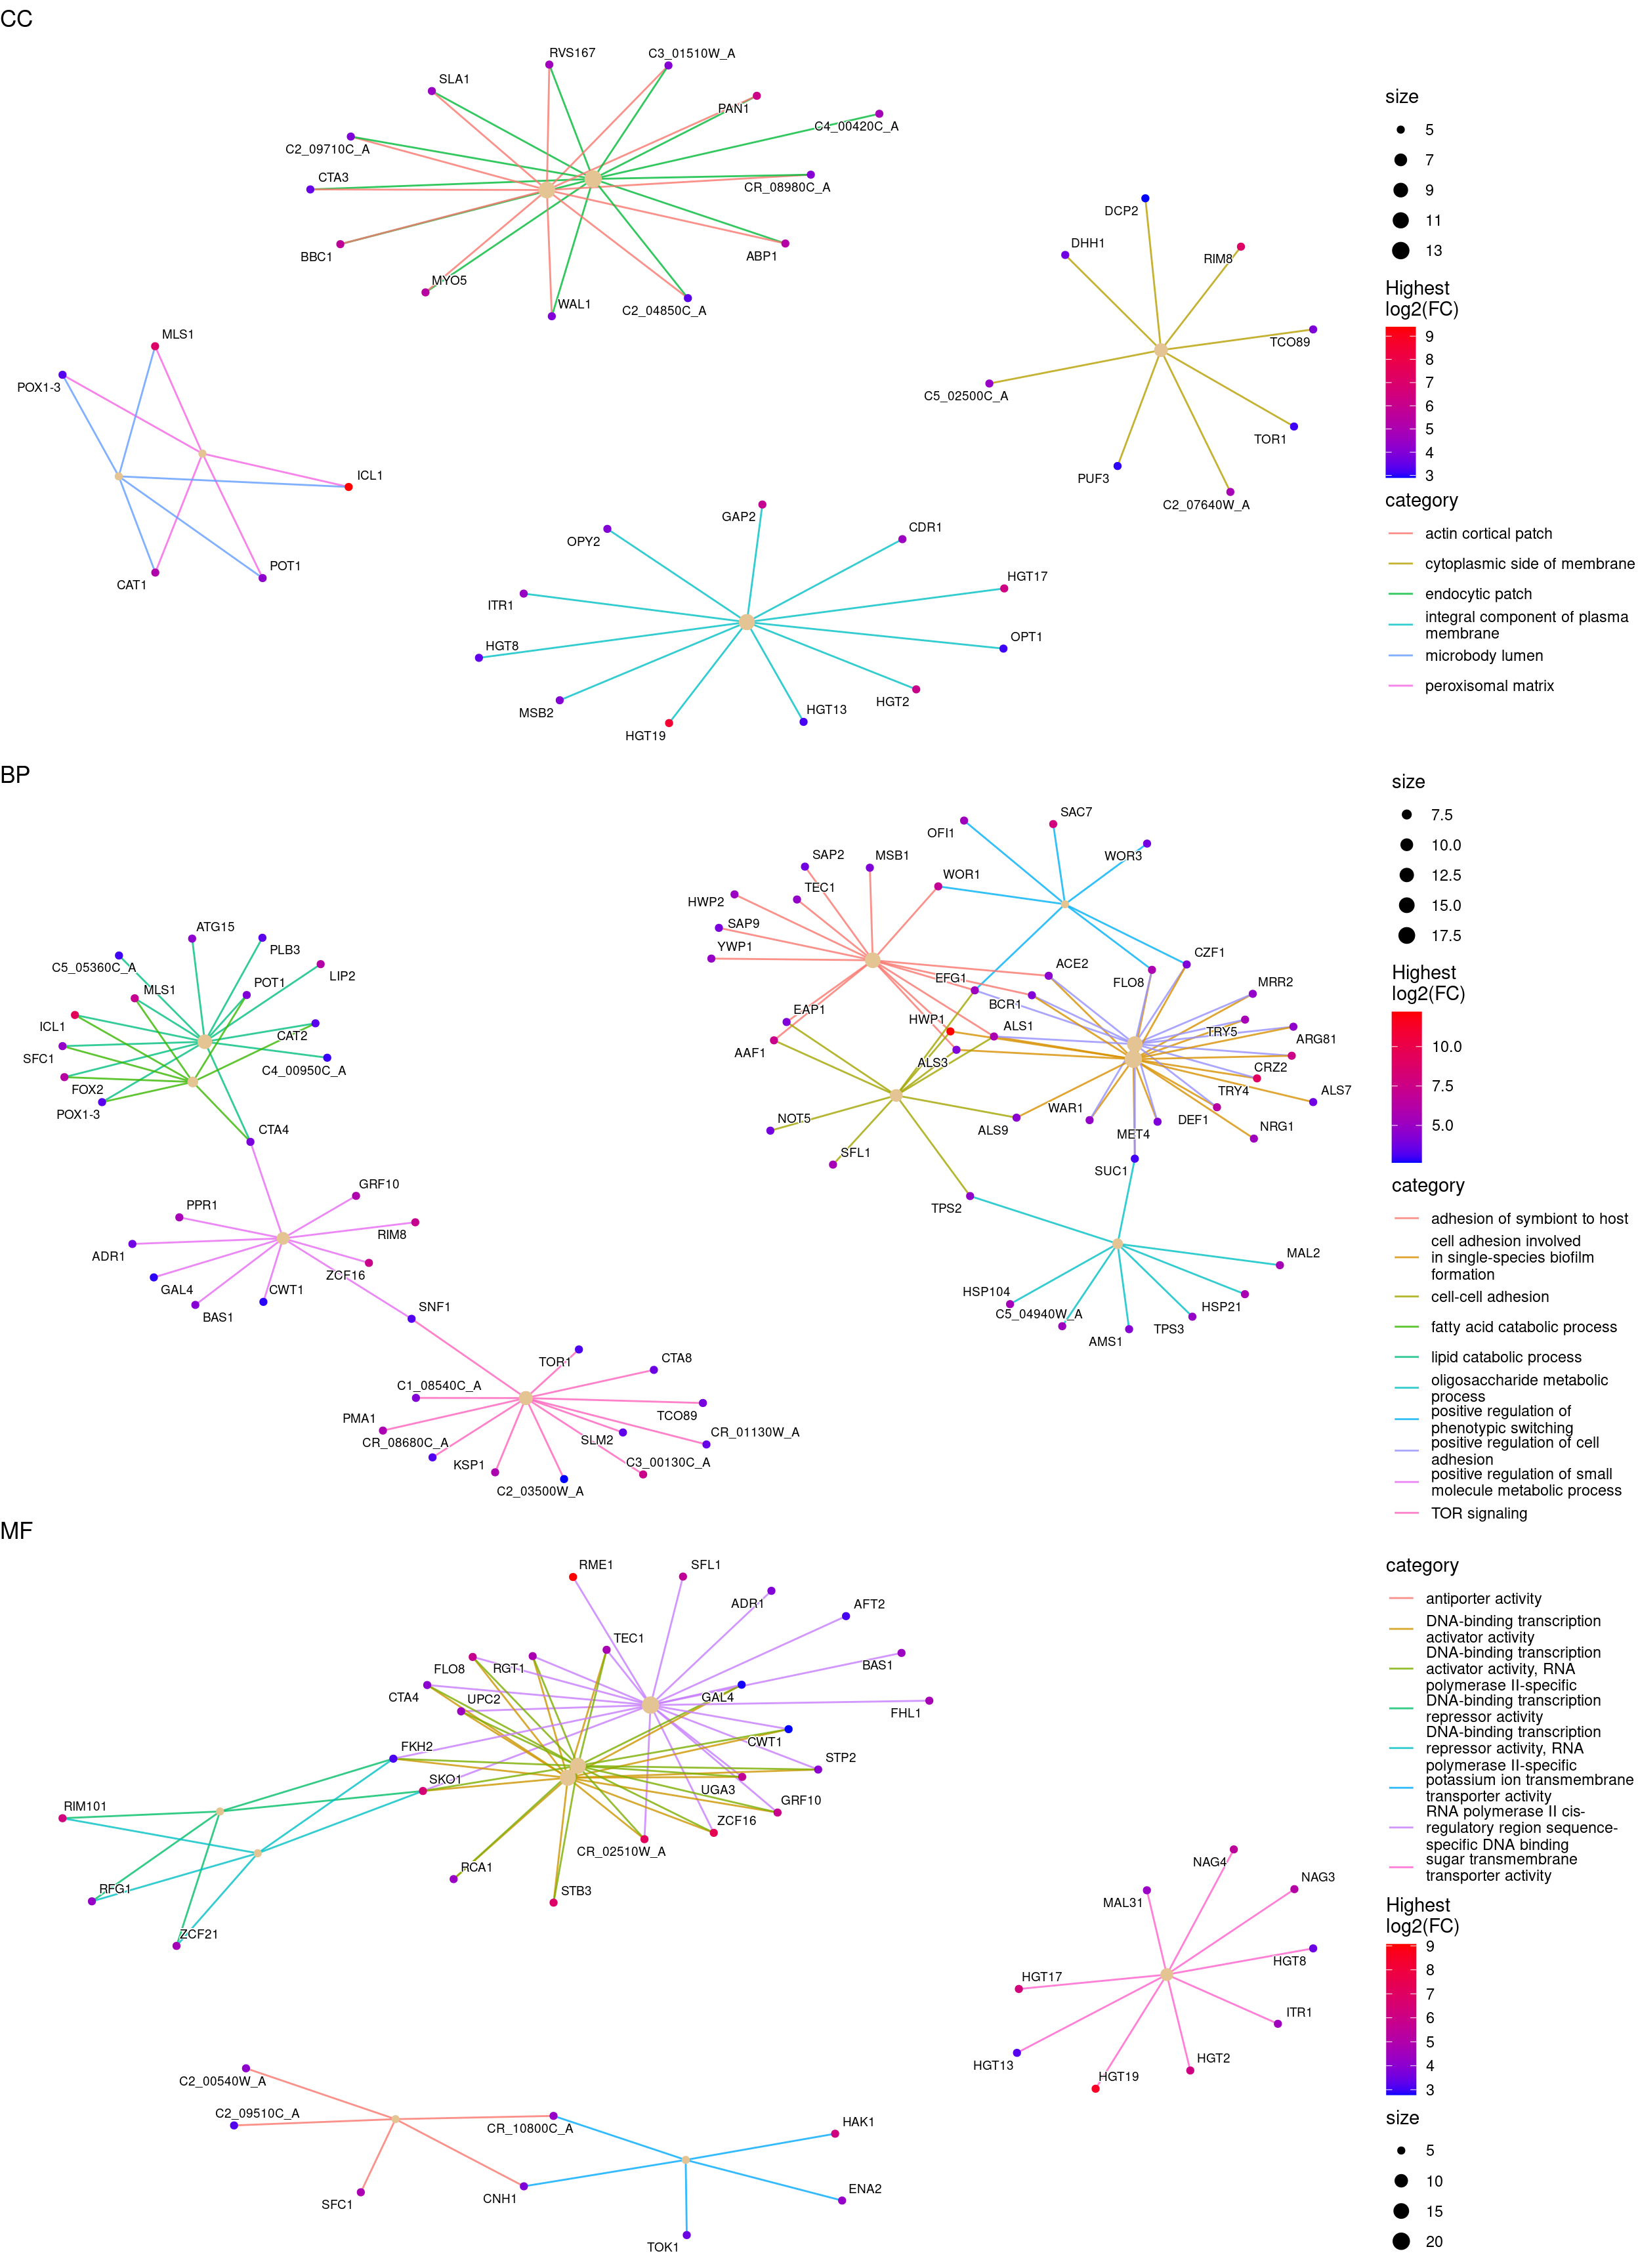 CC
RVS167
C3_01510W_A
SLA1
PAN1
C4_00420C_A
C2_09710C_A
CTA3
CR_08980C_A
BBC1
ABP1
MYO5
WAL1
C2_04850C_A
DCP2
DHH1
RIM8
TCO89
C5_02500C_A
TOR1
PUF3
C2_07640W_A
MLS1
POX1-3
ICL1
CAT1
POT1
GAP2
OPY2
CDR1
HGT17
ITR1
HGT8
OPT1
MSB2
HGT2
HGT13
HGT19
size
5
7
9
11
13
Highest
log2(FC)
9
8
7
6
5
4
3
category
actin cortical patch
cytoplasmic side of membrane
endocytic patch
integral component of plasma
membrane
microbody lumen
peroxisomal matrix
BP
OFI1
SAC7
WOR3
SAP2
MSB1
WOR1
TEC1
HWP2
SAP9
YWP1
ACE2
CZF1
EFG1
FLO8
MRR2
BCR1
EAP1
HWP1
ALS1
TRY5
ARG81
AAF1
ALS3
CRZ2
TRY4
ALS7
WAR1
NOT5
ALS9
MET4
DEF1
NRG1
SFL1
SUC1
TPS2
MAL2
HSP104
C5_04940W_A
HSP21
AMS1
TPS3
ATG15
PLB3
C5_05360C_A
LIP2
MLS1
POT1
ICL1
CAT2
SFC1
C4_00950C_A
FOX2
POX1-3
CTA4
GRF10
PPR1
RIM8
ADR1
ZCF16
GAL4
CWT1
BAS1
SNF1
TOR1
CTA8
C1_08540C_A
PMA1
TCO89
CR_08680C_A
CR_01130W_A
SLM2
KSP1
C3_00130C_A
C2_03500W_A
size
7.5
10.0
12.5
15.0
17.5
Highest
log2(FC)
10.0
7.5
5.0
category
adhesion of symbiont to host
cell adhesion involved
in single-species biofilm
formation
cell-cell adhesion
fatty acid catabolic process
lipid catabolic process
oligosaccharide metabolic
process
positive regulation of
phenotypic switching
positive regulation of cell
adhesion
positive regulation of small
molecule metabolic process
TOR signaling
MF
RME1
SFL1
ADR1
AFT2
TEC1
FLO8
RGT1
BAS1
CTA4
UPC2
GAL4
FHL1
FKH2
CWT1
STP2
SKO1
UGA3
GRF10
RIM101
ZCF16
CR_02510W_A
RCA1
STB3
RFG1
ZCF21
NAG4
NAG3
MAL31
HGT8
HGT17
ITR1
HGT13
HGT2
HGT19
C2_00540W_A
C2_09510C_A
CR_10800C_A
HAK1
SFC1
CNH1
ENA2
TOK1
category
antiporter activity
DNA-binding transcription
activator activity
DNA-binding transcription
activator activity, RNA
polymerase II-specific
DNA-binding transcription
repressor activity
DNA-binding transcription
repressor activity, RNA
polymerase II-specific
potassium ion transmembrane
transporter activity
RNA polymerase II cis-
regulatory region sequence-
specific DNA binding
sugar transmembrane
transporter activity
Highest
log2(FC)
9
8
7
6
5
4
3
size
5
10
15
20